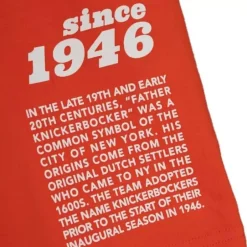 since
1946
IN THE LATE 19TH AND EARLY
20TH CENTURIES, "FATHER
KNICKERBOCKER" WAS A
COMMON SYMBOL OF THE
CITY OF NEW YORK. HIS
ORIGINS COME FROM THE
ORIGINAL DUTCH SETTLERS
WHO CAME TO NY IN THE
1600S. THE TEAM ADOPTED
THE NAME KNICKERBOCKERS
PRIOR TO THE START OF THEIR
INAUGURAL SEASON IN 1946.